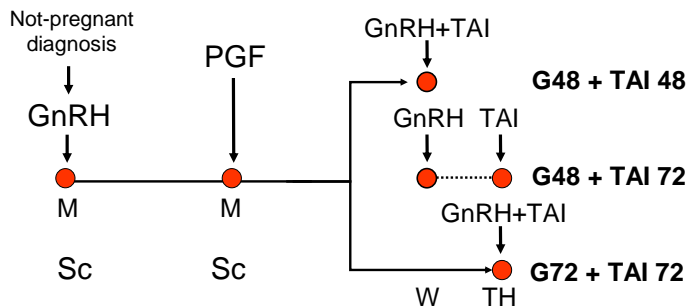 Not-pregnant
diagnosis
GnRH
PGF
GnRH+TAI
G48 + TAI 48
GnRH TAI
G48 + TAI 72
M M
GnRH+TAI
G72 + TAI 72
Sc Sc
W TH